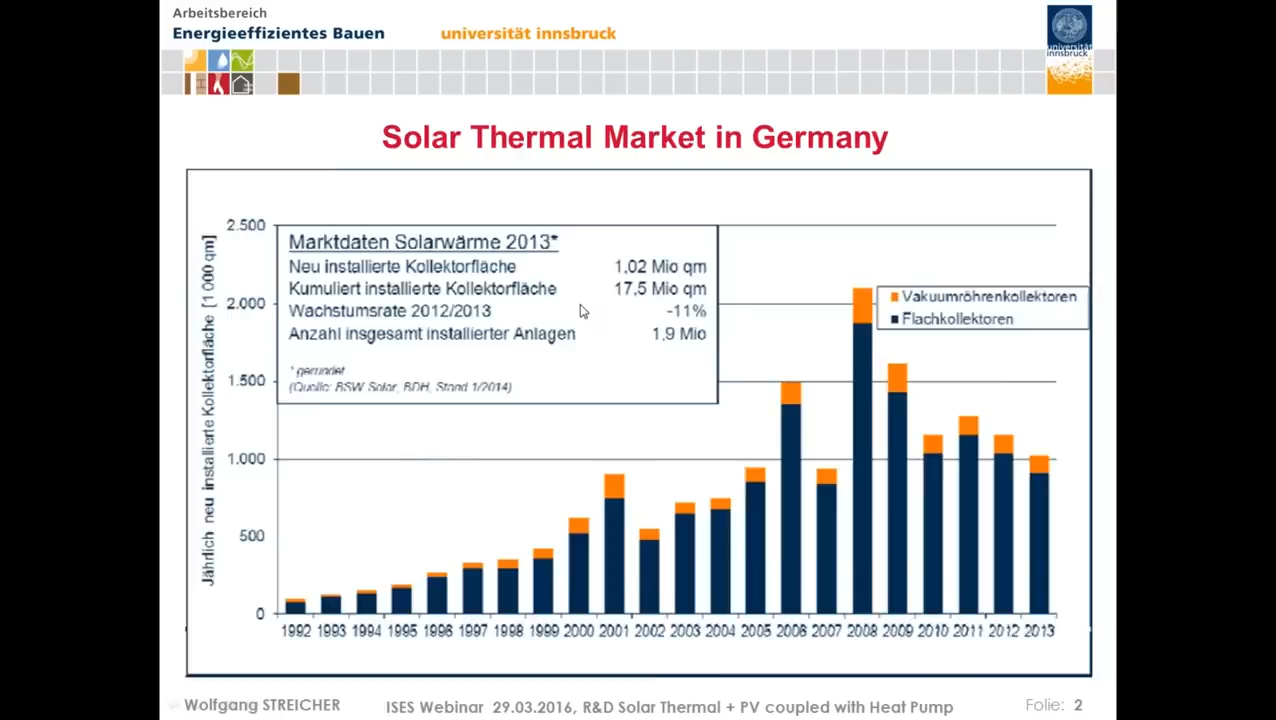 Arbeitsbereich
Energieeffizientes Bauen
universität innsbruck
universität
innsbruck
Solar Thermal Market in Germany
Jährlich neu installierte Kollektorfläche [1 000 qm]
2.500
2.000
1.500
1.000
500
0
Marktdaten Solarwärme 2013*
Neu installierte Kollektorfläche 1,02 Mio qm
Kumuliert installierte Kollektorfläche 17,5 Mio qm
Wachstumsrate 2012/2013 -11%
Anzahl insgesamt installierter Anlagen 1,9 Mio
* gerundet
(Quelle: BSW Solar, BDH, Stand 1/2014)
Vakuumröhrenkollektoren
Flachkollektoren
1992 1993 1994 1995 1996 1997 1998 1999 2000 2001 2002 2003 2004 2005 2006 2007 2008 2009 2010 2011 2012 2013
Wolfgang STREICHER ISES Webinar 29.03.2016, R&D Solar Thermal + PV coupled with Heat Pump Folie: 2